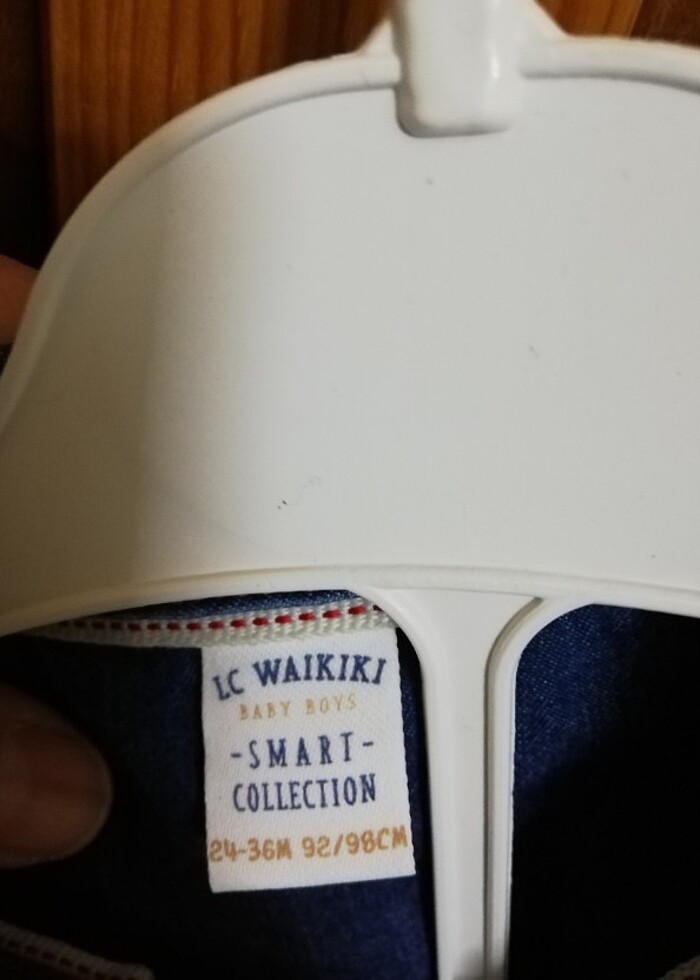 LC WAIKIKI
BABY BOYS
-SMART-
COLLECTION
24-36M 92/98CM